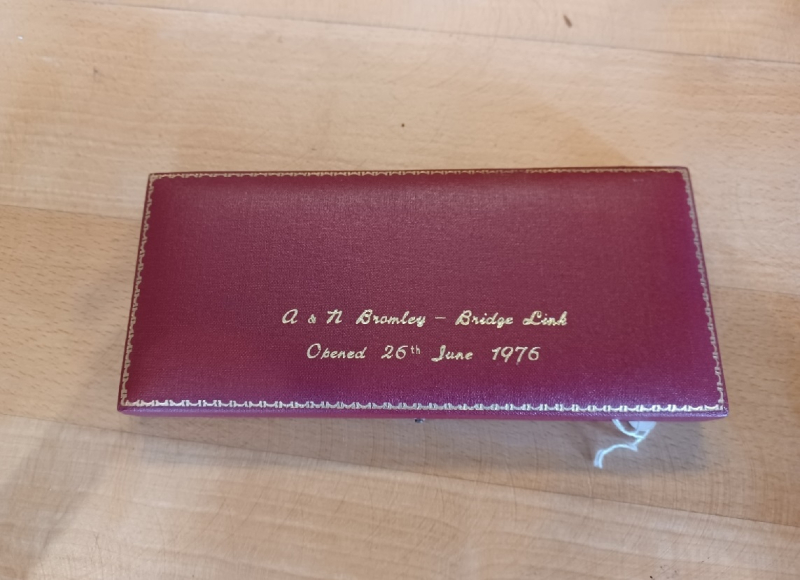 A & N Bromley - Bridge Link
Opened 26th June 1976